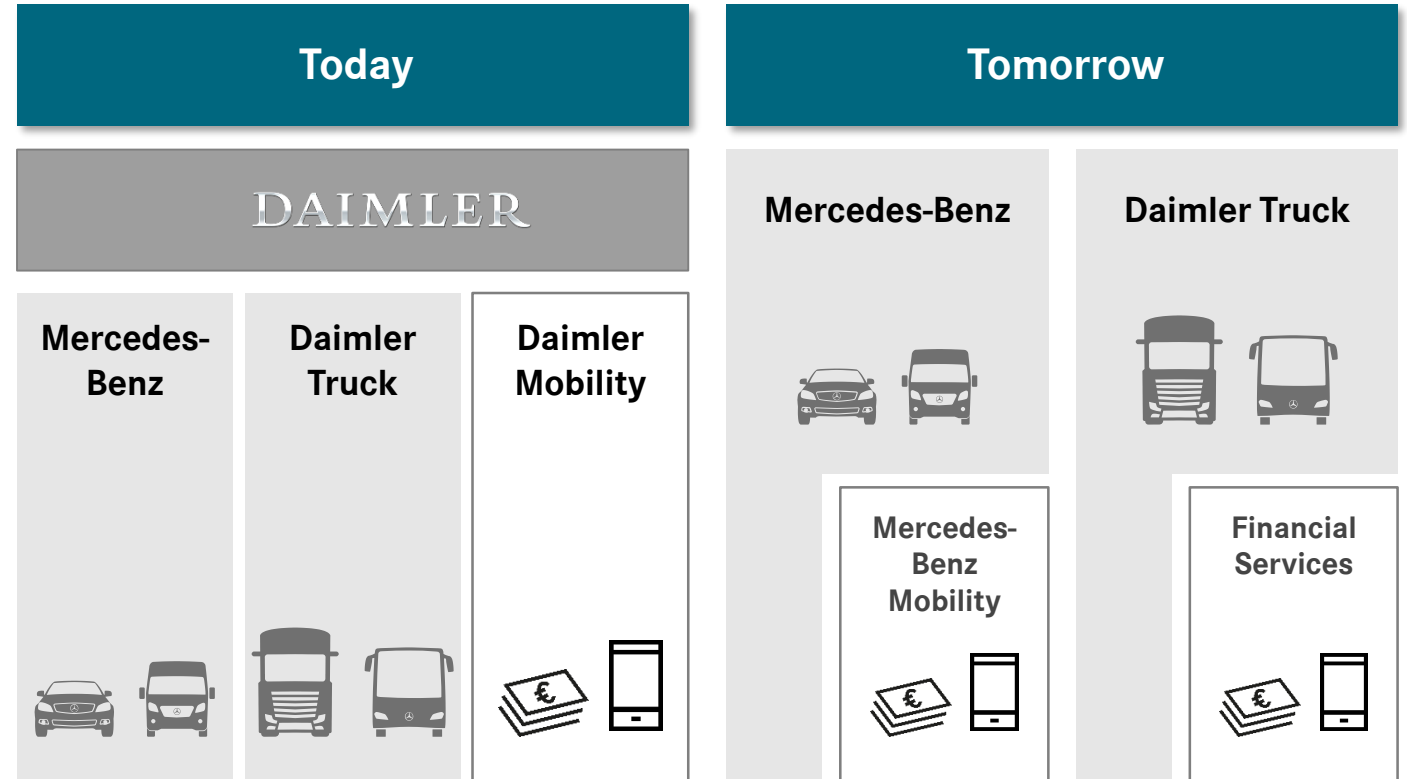 Today
DAIMLER
Mercedes-
Benz
Daimler
Truck
Daimler
Mobility
€
Tomorrow
Mercedes-Benz
Mercedes-
Benz
Mobility
€
Daimler Truck
Financial
Services
€